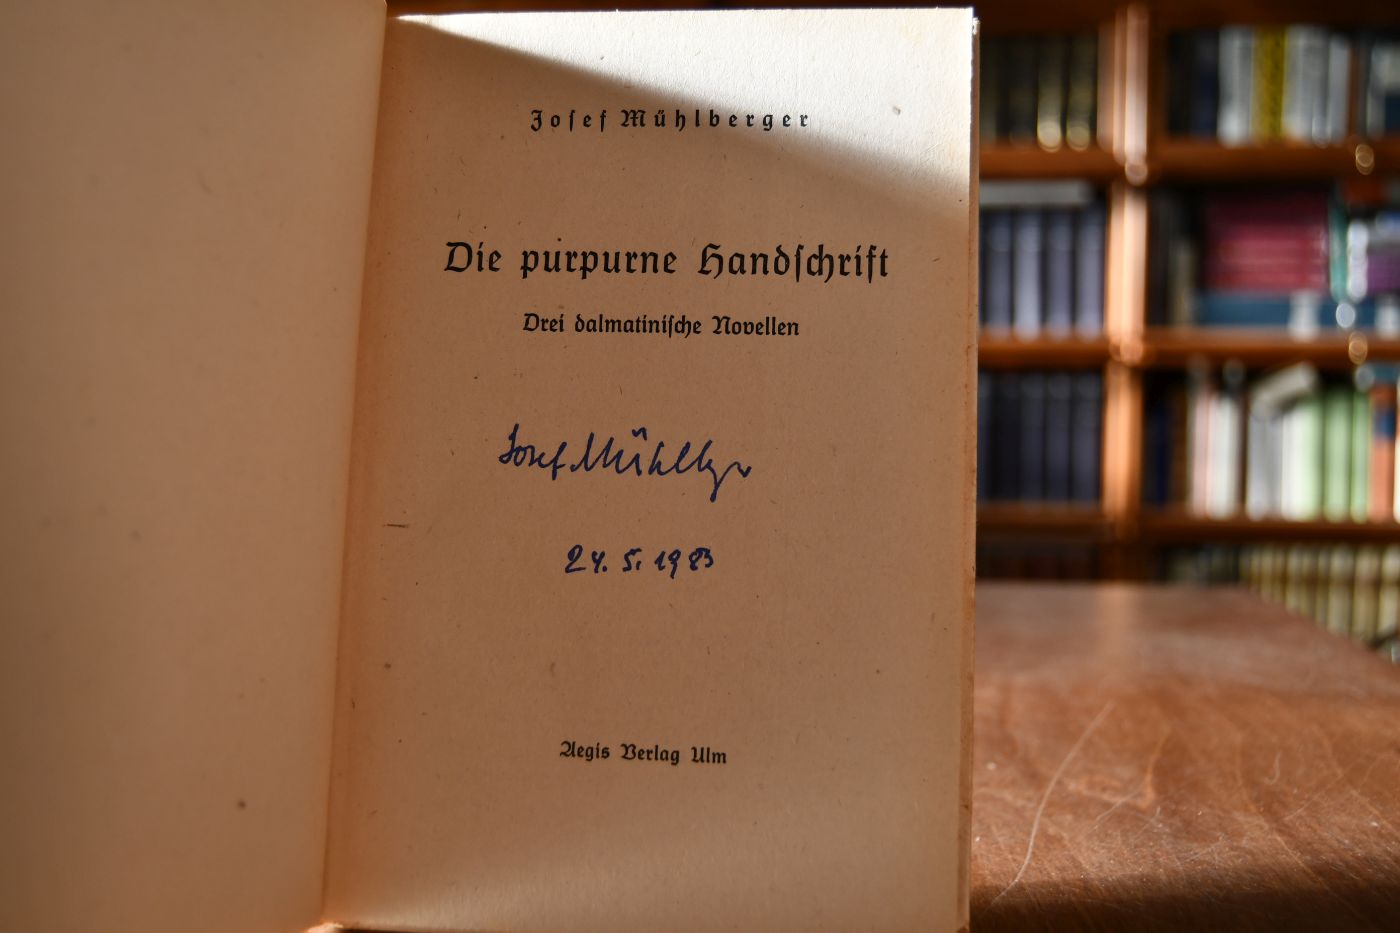 Josef Mühlberger
Die purpurne Handschrift
Drei dalmatinische Novellen
Josef Mühlberger
24. 5. 1983
Aegis Verlag Ulm